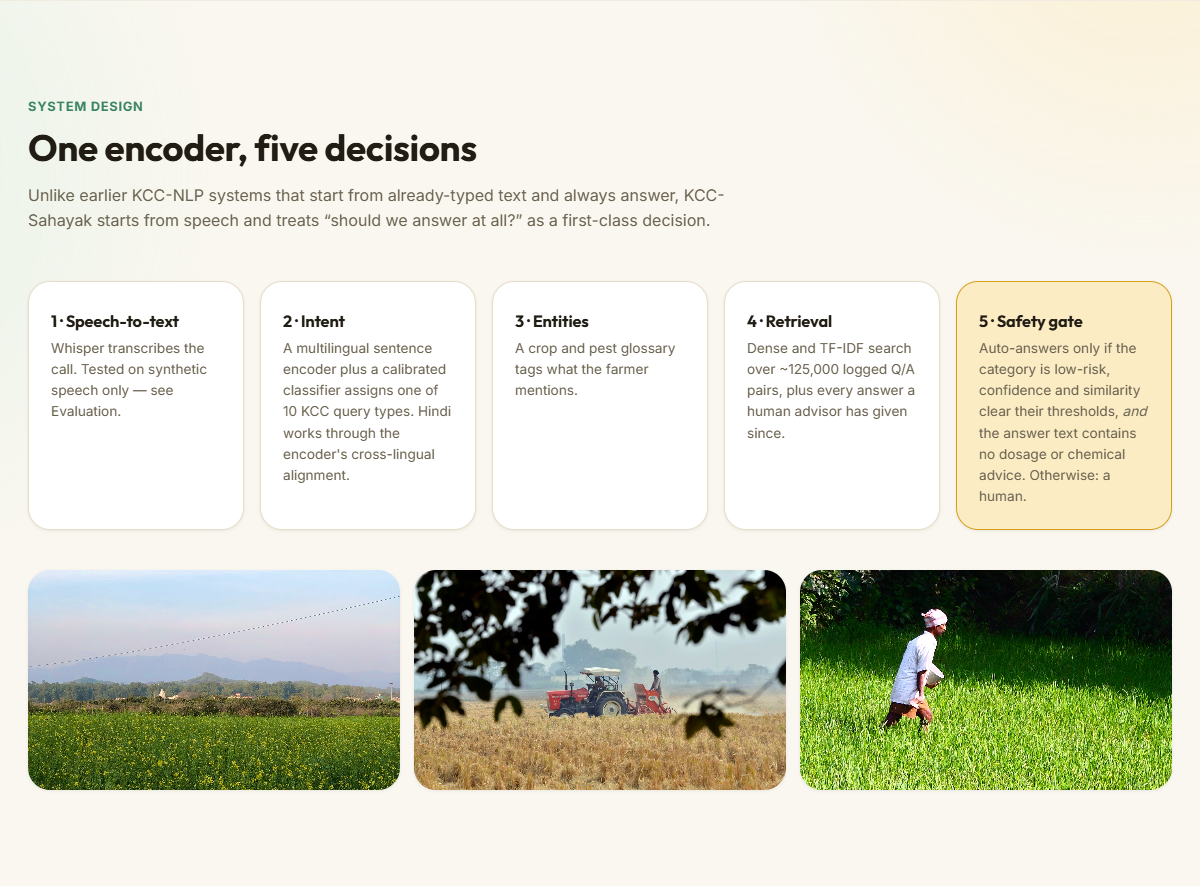 SYSTEM DESIGN
One encoder, five decisions
Unlike earlier KCC-NLP systems that start from already-typed text and always answer, KCC-
Sahayak starts from speech and treats “should we answer at all?” as a first-class decision.
1 · Speech-to-text
Whisper transcribes the
call. Tested on synthetic
speech only — see
Evaluation.
2 · Intent
A multilingual sentence
encoder plus a calibrated
classifier assigns one of
10 KCC query types. Hindi
works through the
encoder's cross-lingual
alignment.
3 · Entities
A crop and pest glossary
tags what the farmer
mentions.
4 · Retrieval
Dense and TF-IDF search
over ~125,000 logged Q/A
pairs, plus every answer a
human advisor has given
since.
5 · Safety gate
Auto-answers only if the
category is low-risk,
confidence and similarity
clear their thresholds, and
the answer text contains
no dosage or chemical
advice. Otherwise: a
human.